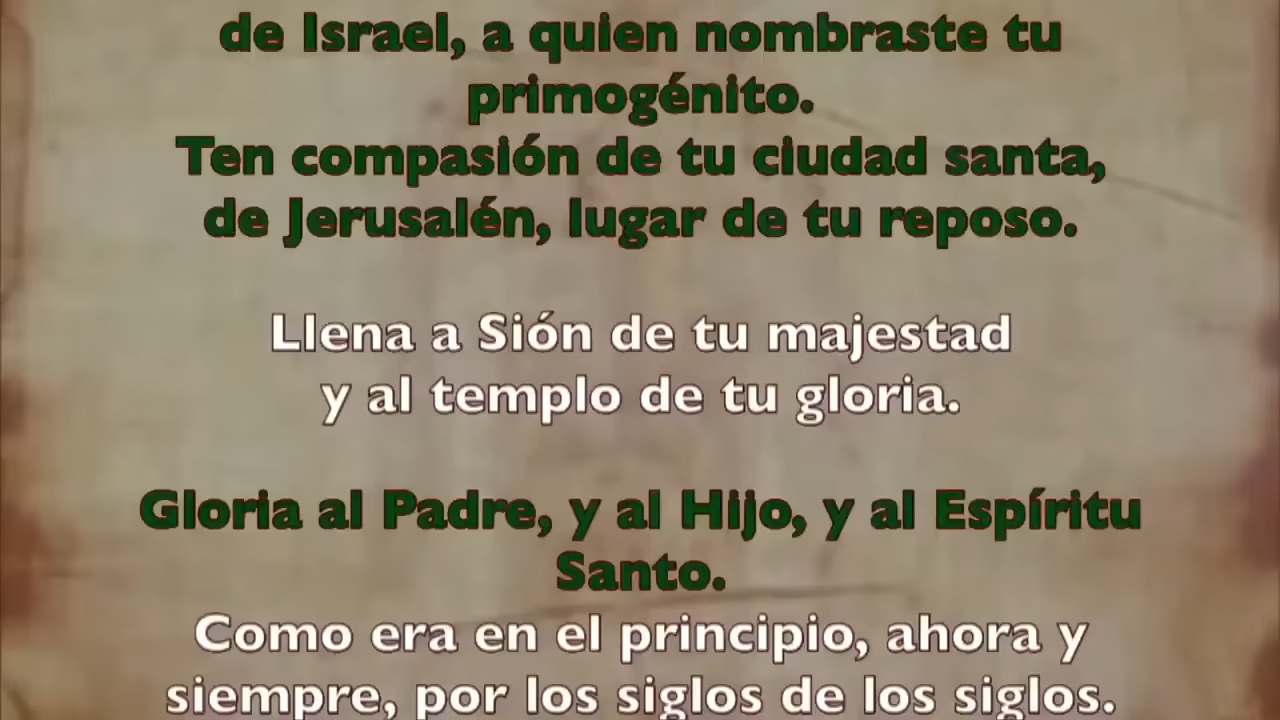 de Israel, a quien nombraste tu
primogénito.
Ten compasión de tu ciudad santa,
de Jerusalén, lugar de tu reposo.
Llena a Sión de tu majestad
y al templo de tu gloria.
Gloria al Padre, y al Hijo, y al Espíritu
Santo.
Como era en el principio, ahora y
siempre, por los siglos de los siglos.